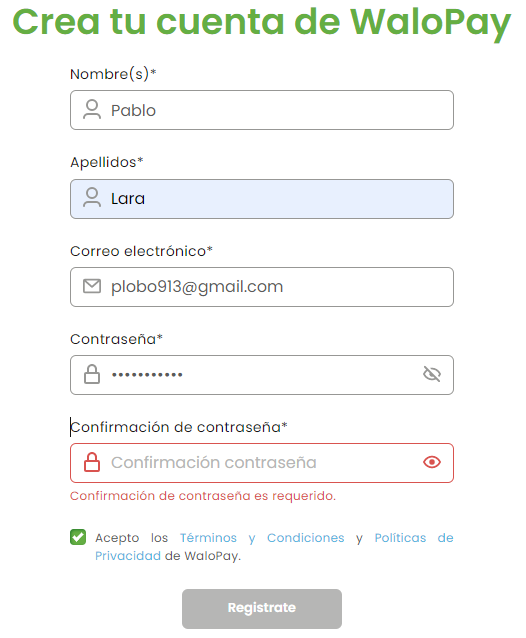 Crea tu cuenta de WaloPay
Nombre(s)*
Pablo
Apellidos*
Lara
Correo electrónico*
plobo913@gmail.com
Contraseña*
•••••••••••
Confirmación de contraseña*
Confirmación contraseña
Confirmación de contraseña es requerido.
Acepto los Términos y Condiciones y Políticas de
Privacidad de WaloPay.
Registrate